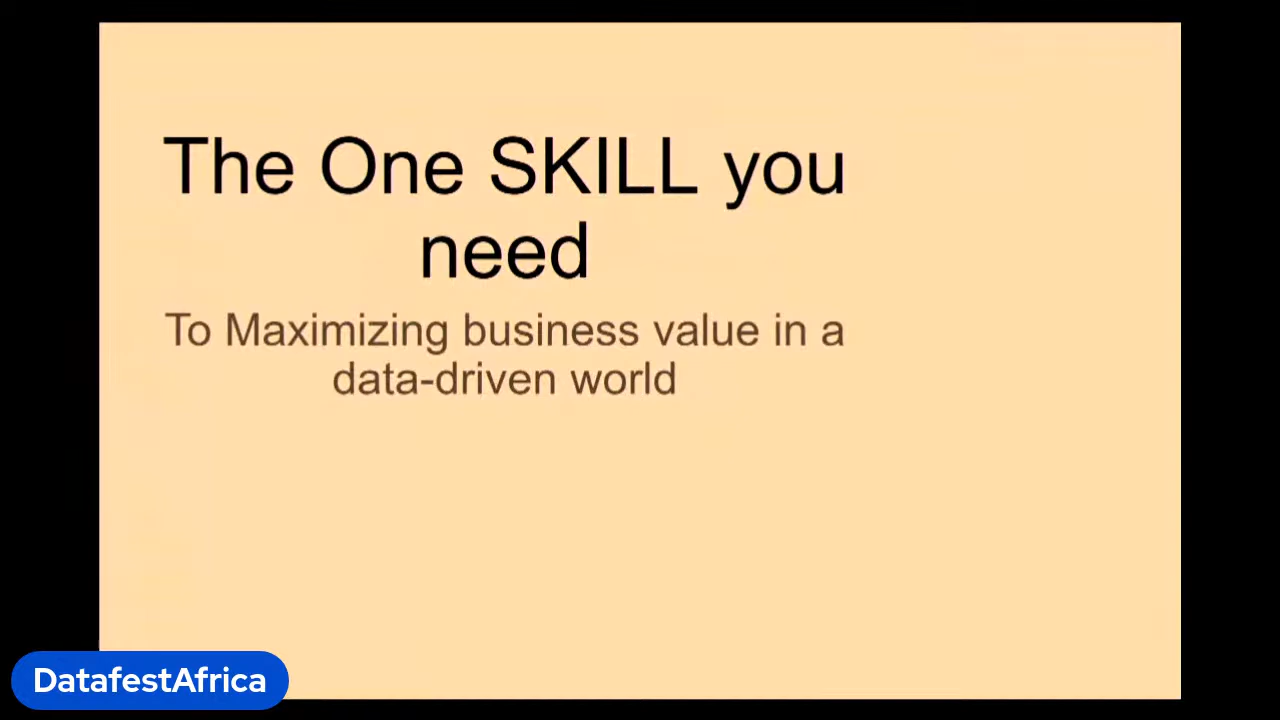 The One SKILL you
need
To Maximizing business value in a
data-driven world
DatafestAfrica